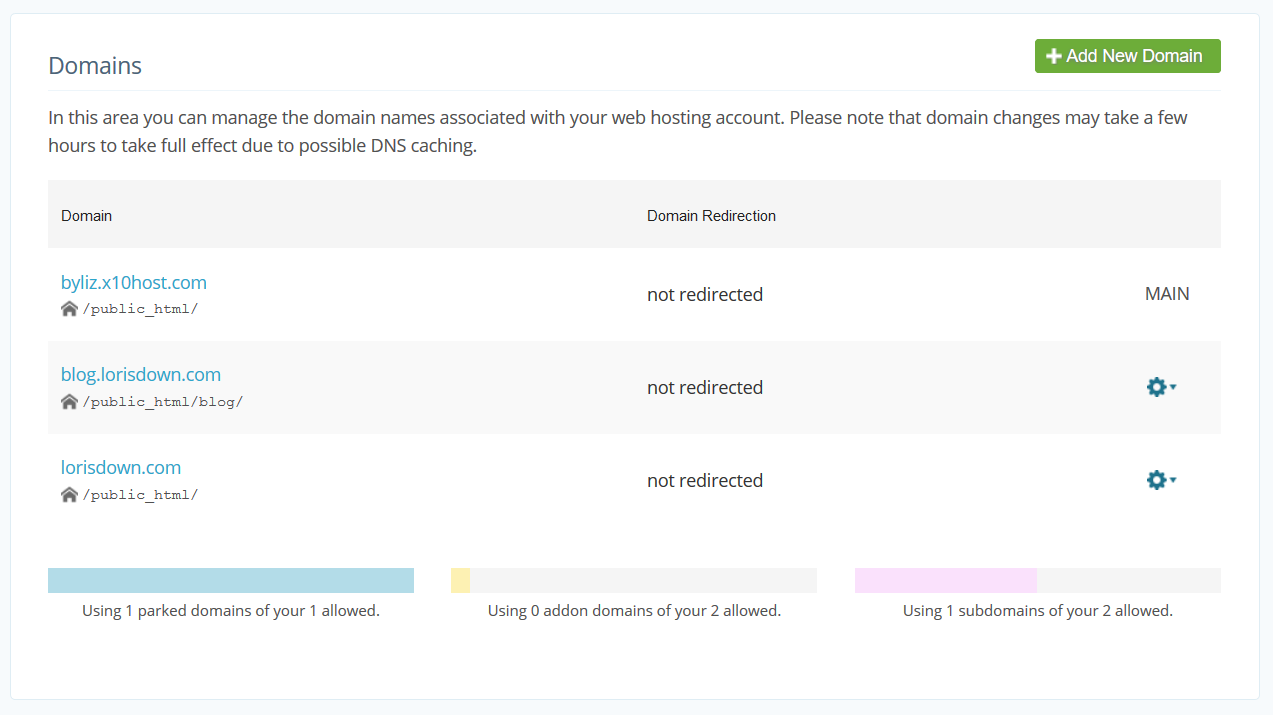 Domains
Add New Domain
In this area you can manage the domain names associated with your web hosting account. Please note that domain changes may take a few
hours to take full effect due to possible DNS caching.
Domain Domain Redirection
byliz.x10host.com
/public_html/
not redirected
MAIN
blog.lorisdown.com
/public_html/blog/
not redirected
lorisdown.com
/public_html/
not redirected
Using 1 parked domains of your 1 allowed.
Using 0 addon domains of your 2 allowed.
Using 1 subdomains of your 2 allowed.